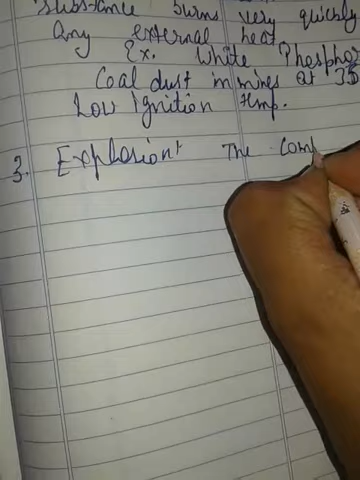 substance burns very quickly
any external heat.
Ex. White Phosphor
Coal dust in mines at 35
Low ignition temp.
3. Explosion: The Comb